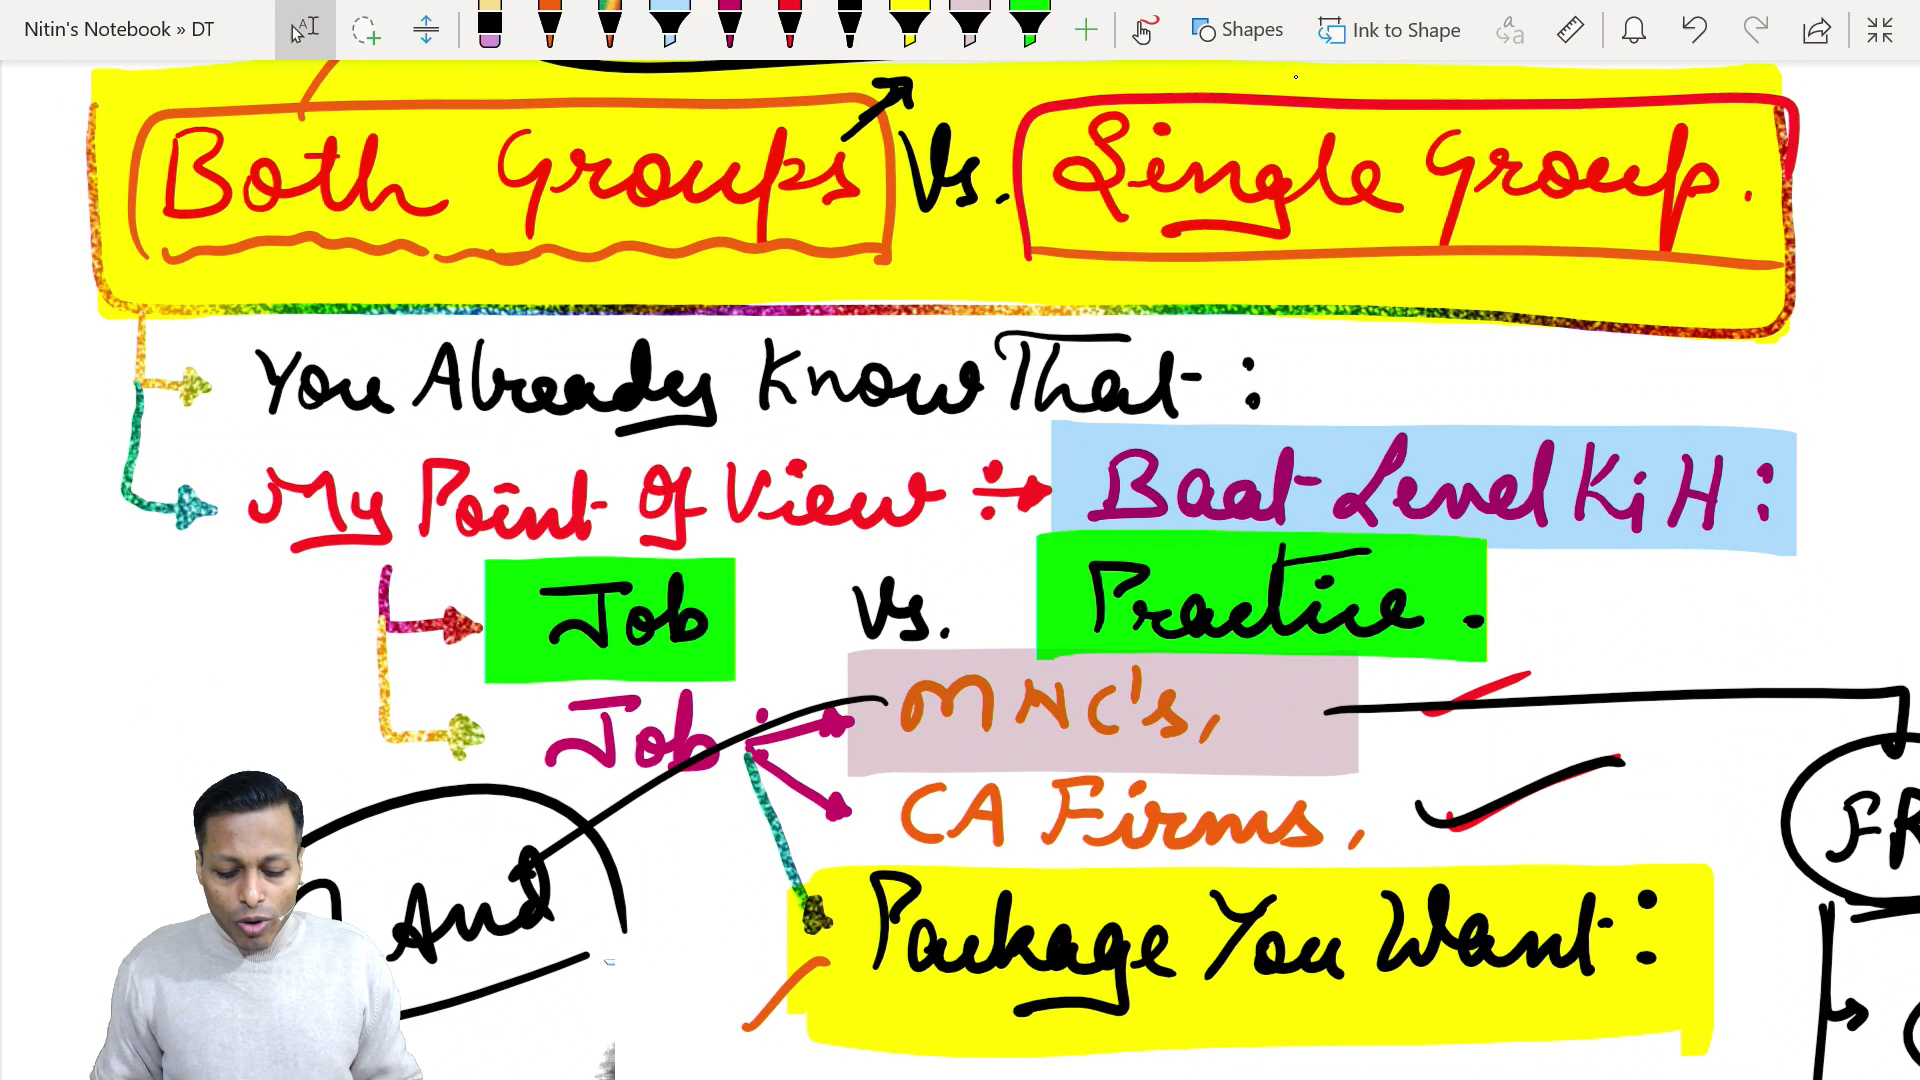 Nitin's Notebook » DT
Shapes
Ink to Shape
Both Groups Vs. Single Group.
You Already Know That:
My Point Of View ÷→ Baat Level Ki H:
Job Vs. Practice.
Job: MNC's,
CA Firms,
And
FR
Package You Want: